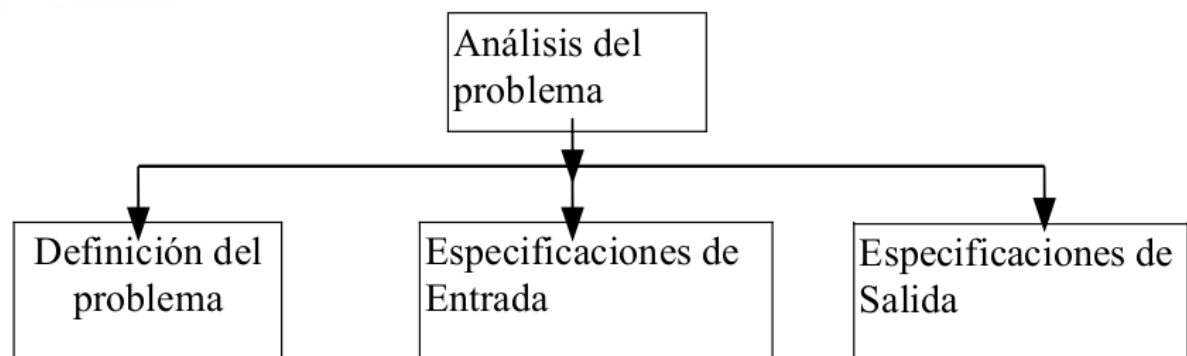 Análisis del
problema
Definición del
problema
Especificaciones de
Entrada
Especificaciones de
Salida